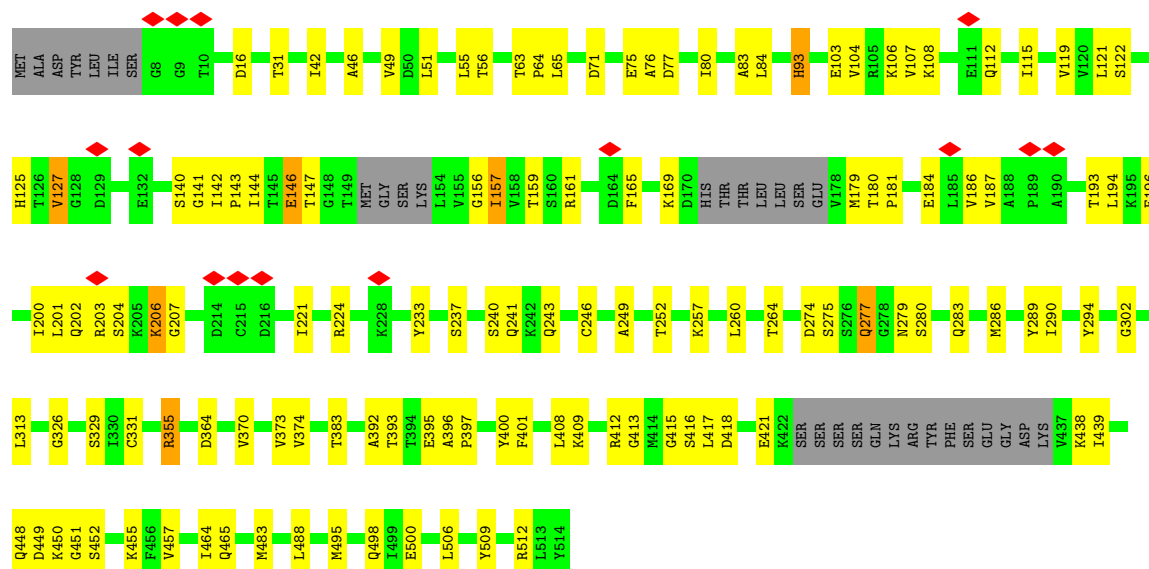 MET ALA ASP TYR LEU ILE SER G8 G9 T10 D16 T31 I42 A46 V49 D50 L51 L55 T56 T63 P64 L65 D71 E75 A76 D77 I80 A83 L84 H93 E103 V104 R105 K106 V107 K108 E111 Q112 I115 V119 V120 L121 S122
H125 T126 V127 G128 D129 E132 S140 G141 I142 P143 I144 T145 E146 T147 G148 T149 MET GLY SER LYS L154 V155 G156 I157 V158 T159 S160 R161 D164 F165 K169 D170 HIS THR THR LEU LEU SER GLU V178 M179 T180 P181 E184 L185 V186 V187 A188 P189 A190 T193 L194 K195
I200 L201 Q202 R203 S204 K205 K206 G207 D214 C215 D216 I221 R224 K228 Y233 S237 S240 Q241 K242 Q243 C246 A249 T252 K257 L260 T264 D274 S275 S276 Q277 G278 N279 S280 Q283 M286 Y289 I290 Y294 G302
L313 G326 S329 I330 C331 R355 D364 V370 V373 V374 T383 A392 T393 T394 E395 A396 P397 Y400 F401 L408 K409 R412 G413 M414 G415 S416 L417 D418 E421 K422 SER SER SER SER GLN LYS ARG TYR PHE SER GLU GLY ASP LYS V437 K438 I439
Q448 D449 K450 G451 S452 K455 F456 V457 I464 Q465 M483 L488 M495 Q498 I499 E500 L506 Y509 R512 L513 Y514